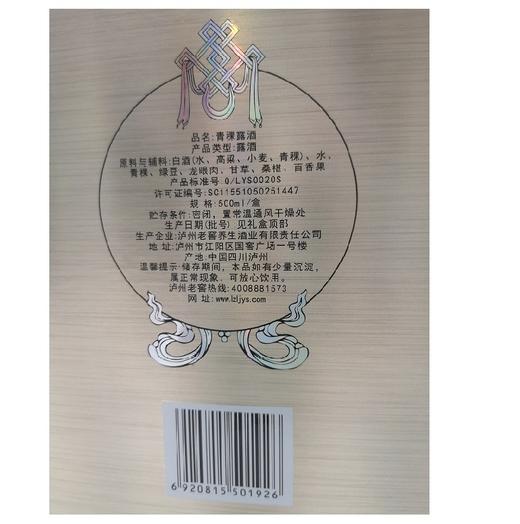 品名:青稞露酒
产品类型:露酒
原料与辅料:白酒(水、高粱、小麦、青稞)、水、
青稞、绿豆、龙眼肉、甘草、桑椹、百香果
产品标准号:Q/LYS0020S
许可证编号:SC11551050251447
规格:500ml/盒
贮存条件:密闭，置常温通风干燥处
生产日期(批号) 见礼盒顶部
生产企业:泸州老窖养生酒业有限责任公司
地址:泸州市江阳区国窖广场一号楼
产地:中国四川泸州
温馨提示:储存期间，本品如有少量沉淀，
属正常现象，可放心饮用。
泸州老窖热线:4008881573
网址:www.lzljys.com
6 920815 501926